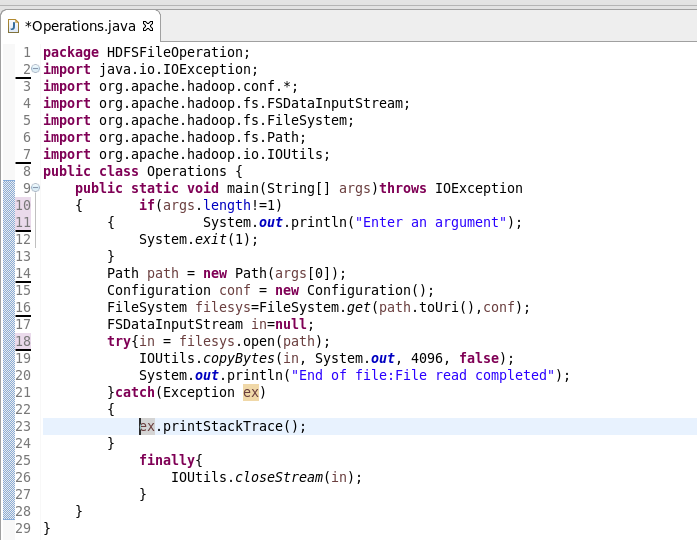 *Operations.java
1 package HDFSFileOperation;
2 import java.io.IOException;
3 import org.apache.hadoop.conf.*;
4 import org.apache.hadoop.fs.FSDataInputStream;
5 import org.apache.hadoop.fs.FileSystem;
6 import org.apache.hadoop.fs.Path;
7 import org.apache.hadoop.io.IOUtils;
8 public class Operations {
9     public static void main(String[] args)throws IOException
10     {       if(args.length!=1)
11         {           System.out.println("Enter an argument");
12             System.exit(1);
13         }
14         Path path = new Path(args[0]);
15         Configuration conf = new Configuration();
16         FileSystem filesys=FileSystem.get(path.toUri(),conf);
17         FSDataInputStream in=null;
18         try{in = filesys.open(path);
19             IOUtils.copyBytes(in, System.out, 4096, false);
20             System.out.println("End of file:File read completed");
21         }catch(Exception ex)
22         {
23             ex.printStackTrace();
24         }
25             finally{
26                 IOUtils.closeStream(in);
27             }
28     }
29 }